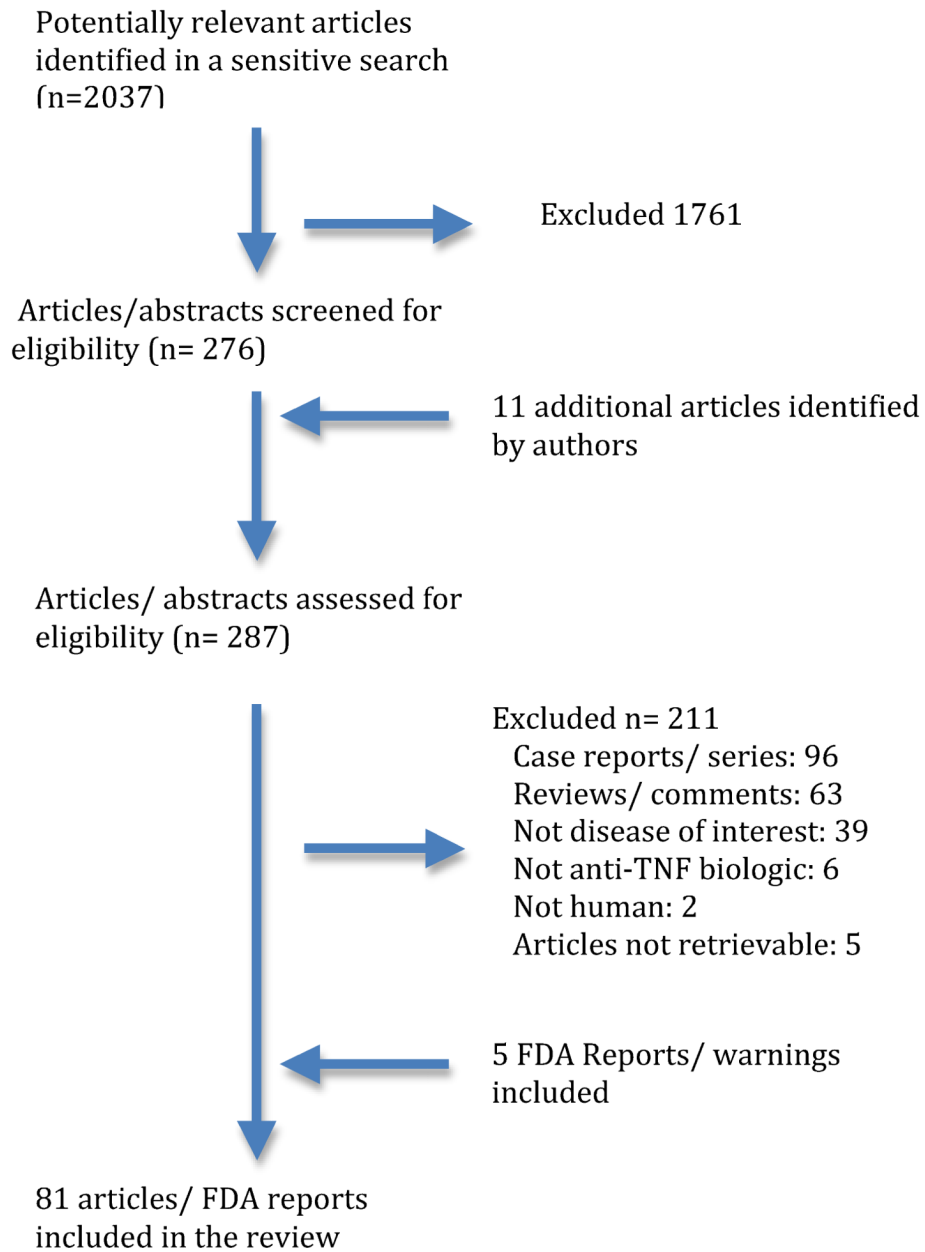 Potentially relevant articles
identified in a sensitive search
(n=2037)
Excluded 1761
Articles/abstracts screened for
eligibility (n= 276)
11 additional articles identified
by authors
Articles/ abstracts assessed for
eligibility (n= 287)
Excluded n= 211
Case reports/ series: 96
Reviews/ comments: 63
Not disease of interest: 39
Not anti-TNF biologic: 6
Not human: 2
Articles not retrievable: 5
5 FDA Reports/ warnings
included
81 articles/ FDA reports
included in the review